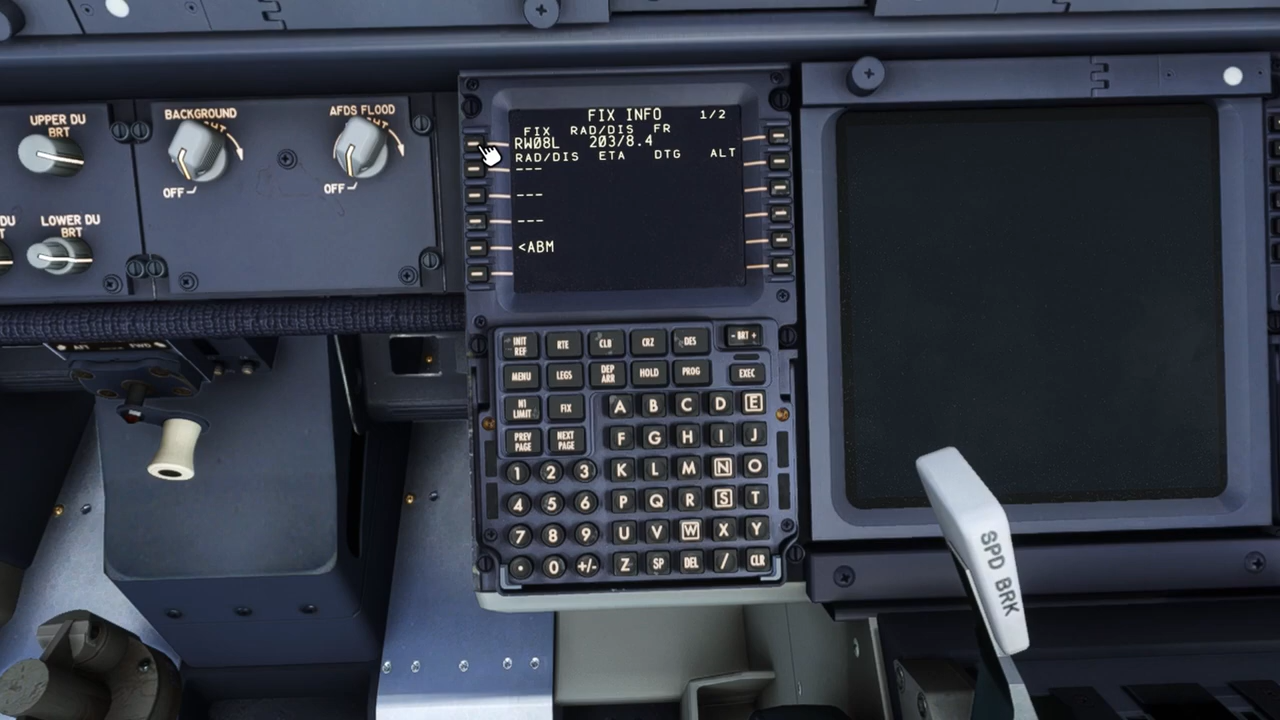 UPPER DU
BRT
BACKGROUND
AFDS FLOOD
OFF
OFF
DU
LOWER DU
BRT
FIX INFO 1/2
FIX RAD/DIS FR
RW08L 203/8.4
RAD/DIS ETA DTG ALT
---
---
---
<ABM
INIT REF
RTE
CLB
CRZ
DES
- BRT +
MENU
LEGS
DEP ARR
HOLD
PROG
EXEC
N1 LIMIT
FIX
A B C D E
PREV PAGE
NEXT PAGE
F G H I J
1 2 3 K L M N O
4 5 6 P Q R S T
7 8 9 U V W X Y
. 0 +/- Z SP DEL / CLR
SPD BRK